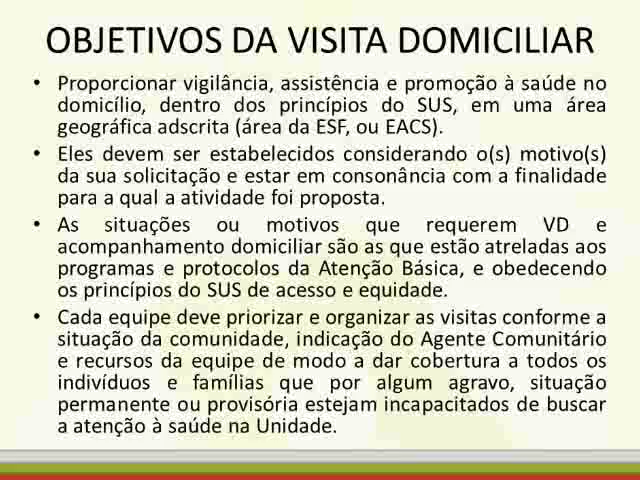 OBJETIVOS DA VISITA DOMICILIAR
• Proporcionar vigilância, assistência e promoção à saúde no
domicílio, dentro dos princípios do SUS, em uma área
geográfica adscrita (área da ESF, ou EACS).
• Eles devem ser estabelecidos considerando o(s) motivo(s)
da sua solicitação e estar em consonância com a finalidade
para a qual a atividade foi proposta.
• As situações ou motivos que requerem VD e
acompanhamento domiciliar são as que estão atreladas aos
programas e protocolos da Atenção Básica, e obedecendo
os princípios do SUS de acesso e equidade.
• Cada equipe deve priorizar e organizar as visitas conforme a
situação da comunidade, indicação do Agente Comunitário
e recursos da equipe de modo a dar cobertura a todos os
indivíduos e famílias que por algum agravo, situação
permanente ou provisória estejam incapacitados de buscar
a atenção à saúde na Unidade.